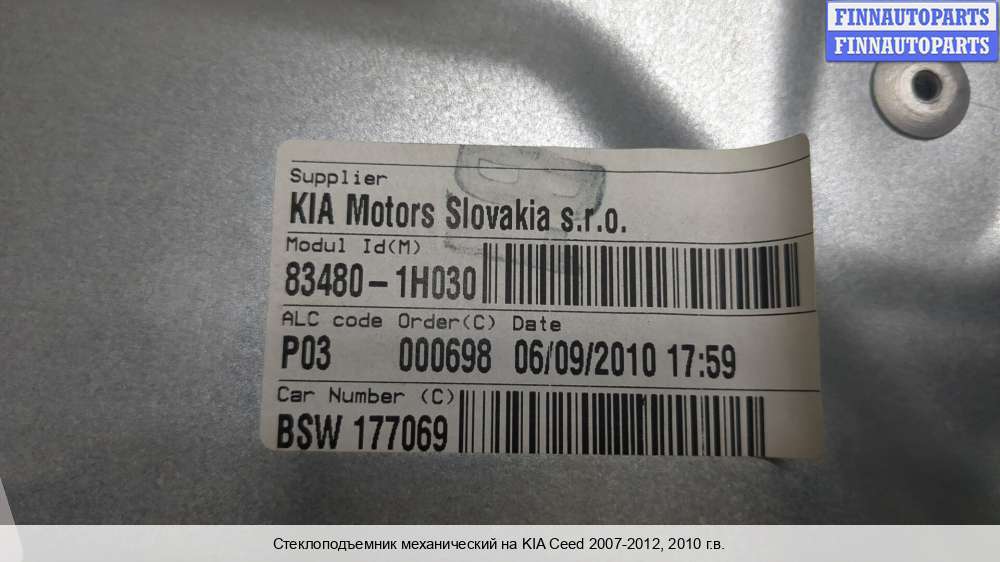 FINNAUTOPARTS
FINNAUTOPARTS
Supplier
KIA Motors Slovakia s.r.o.
Modul Id(M)
83480-1H030
ALC code Order(C) Date
P03 000698 06/09/2010 17:59
Car Number (C)
BSW 177069
Стеклоподъемник механический на KIA Ceed 2007-2012, 2010 г.в.